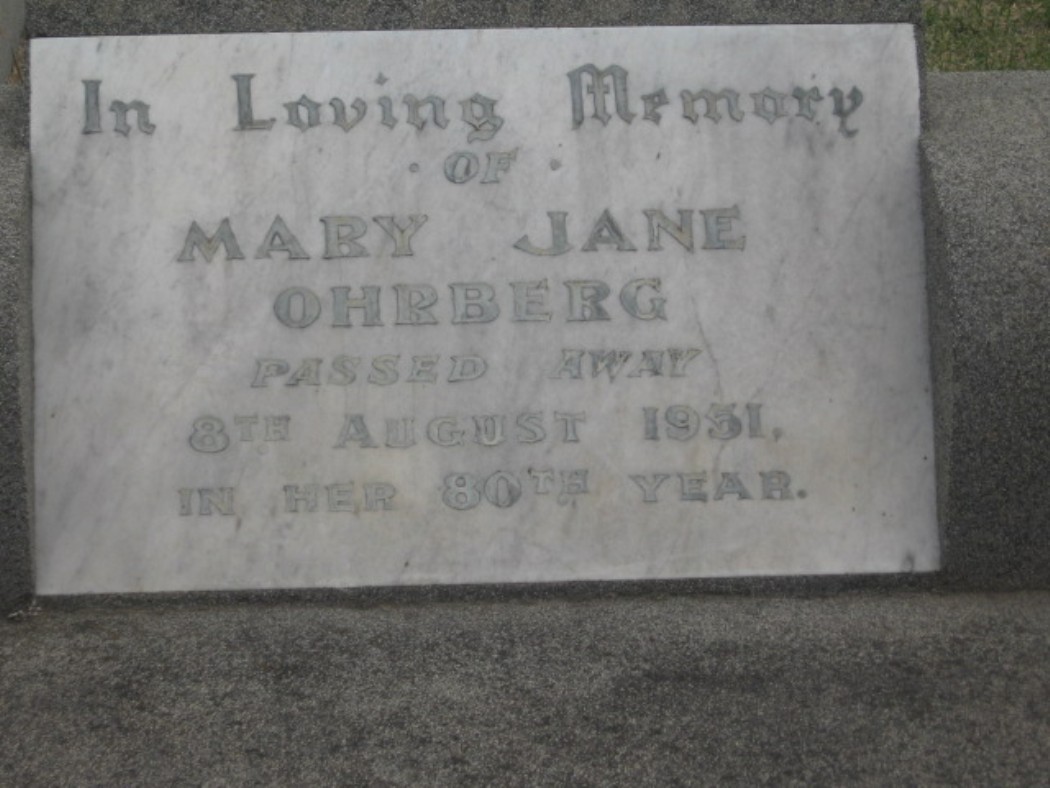 In Loving Memory
· OF ·
MARY JANE
OHRBERG
PASSED AWAY
8TH AUGUST 1951,
IN HER 80TH YEAR.